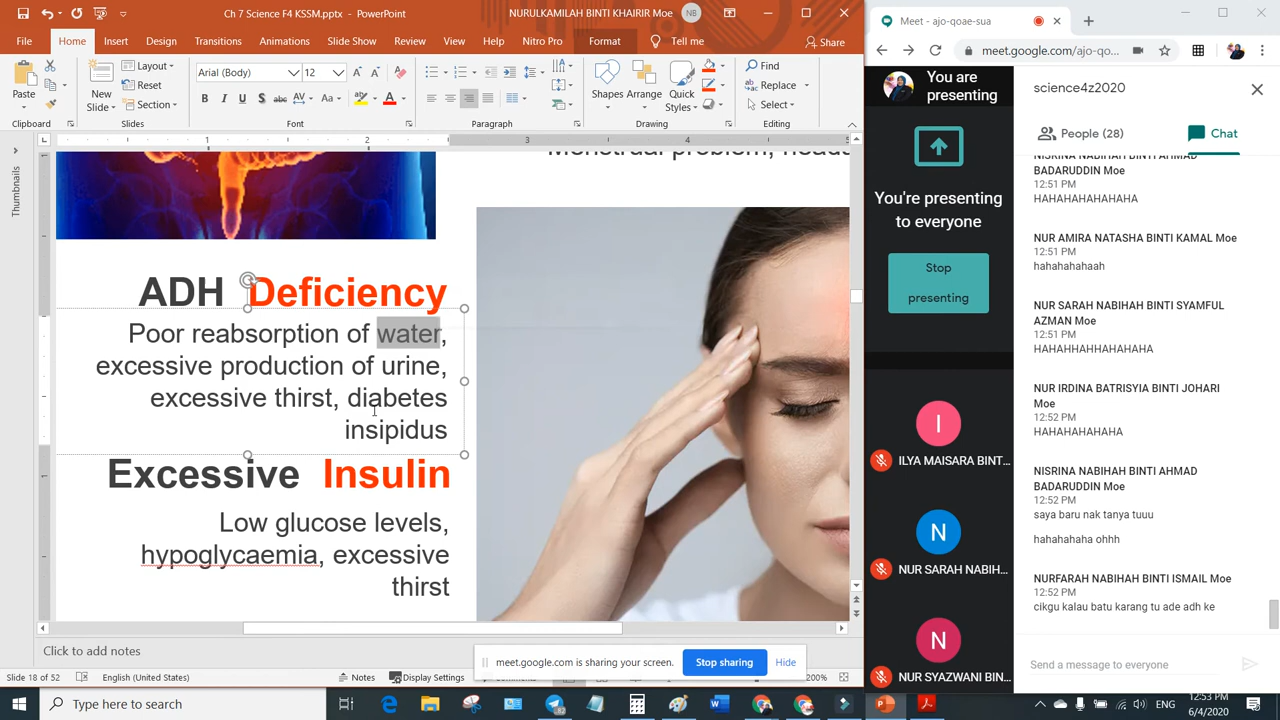 Ch 7 Science F4 KSSM.pptx - PowerPoint
NURULKAMILAH BINTI KHAIRIR Moe
NB
File
Home
Insert
Design
Transitions
Animations
Slide Show
Review
View
Help
Nitro Pro
Format
Tell me
Share
Paste
New
Slide
Layout
Reset
Section
Arial (Body)
12
Shapes
Arrange
Quick
Styles
Find
Replace
Select
Clipboard
Slides
Font
Paragraph
Drawing
Editing
Thumbnails
ADH Deficiency
Poor reabsorption of water,
excessive production of urine,
excessive thirst, diabetes
insipidus
Excessive Insulin
Low glucose levels,
hypoglycaemia, excessive
thirst
Click to add notes
meet.google.com is sharing your screen.
Stop sharing
Hide
Slide 18 of 52
English (United States)
Notes
Display Settings
200%
Type here to search
Meet - ajo-qoae-sua
meet.google.com/ajo-qo...
You are
presenting
You're presenting
to everyone
Stop
presenting
I
ILYA MAISARA BINT...
N
NUR SARAH NABIH...
N
NUR SYAZWANI BIN...
science4z2020
People (28)
Chat
NISRINA NABIHAH BINTI AHMAD
BADARUDDIN Moe
12:51 PM
HAHAHAHAHAHAHA
NUR AMIRA NATASHA BINTI KAMAL Moe
12:51 PM
hahahahahaah
NUR SARAH NABIHAH BINTI SYAMFUL
AZMAN Moe
12:51 PM
HAHAHHAHHAHAHAHA
NUR IRDINA BATRISYIA BINTI JOHARI
Moe
12:52 PM
HAHAHAHAHAHA
NISRINA NABIHAH BINTI AHMAD
BADARUDDIN Moe
12:52 PM
saya baru nak tanya tuuu
hahahahaha ohhh
NURFARAH NABIHAH BINTI ISMAIL Moe
12:52 PM
cikgu kalau batu karang tu ade adh ke
Send a message to everyone
ENG
12:53 PM
6/4/2020